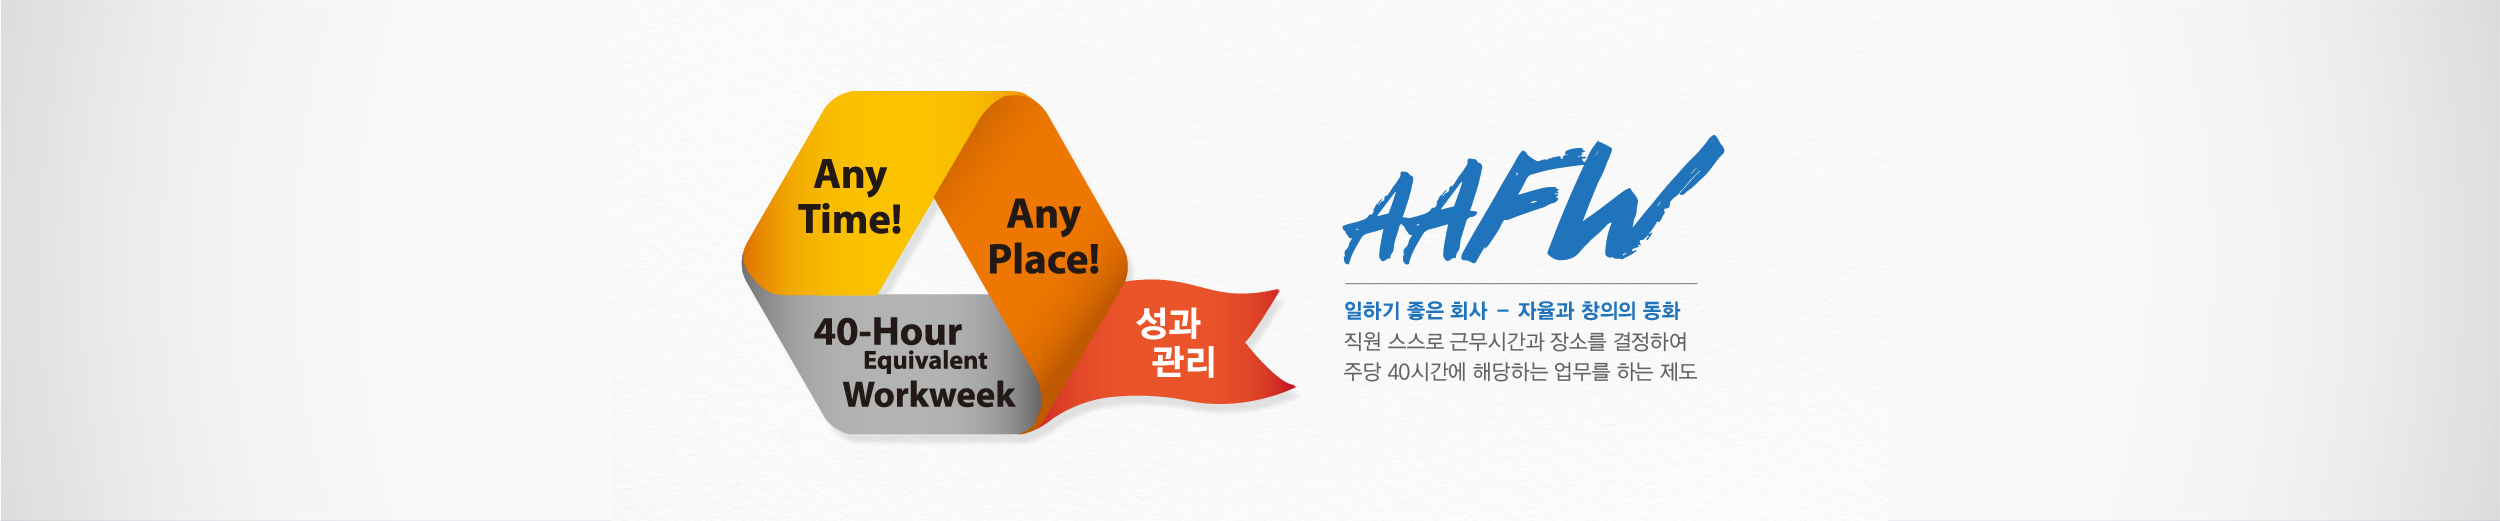 Any
Time!
Any
Place!
40-Hour
Equivalent
Workweek
성과
관리
AAFW
일하기 좋은 회사 - 자율과 창의의 동화
직원 스스로 근무시간과 장소를 결정하여
주당 40시간에 해당하는 업무를 하는 제도